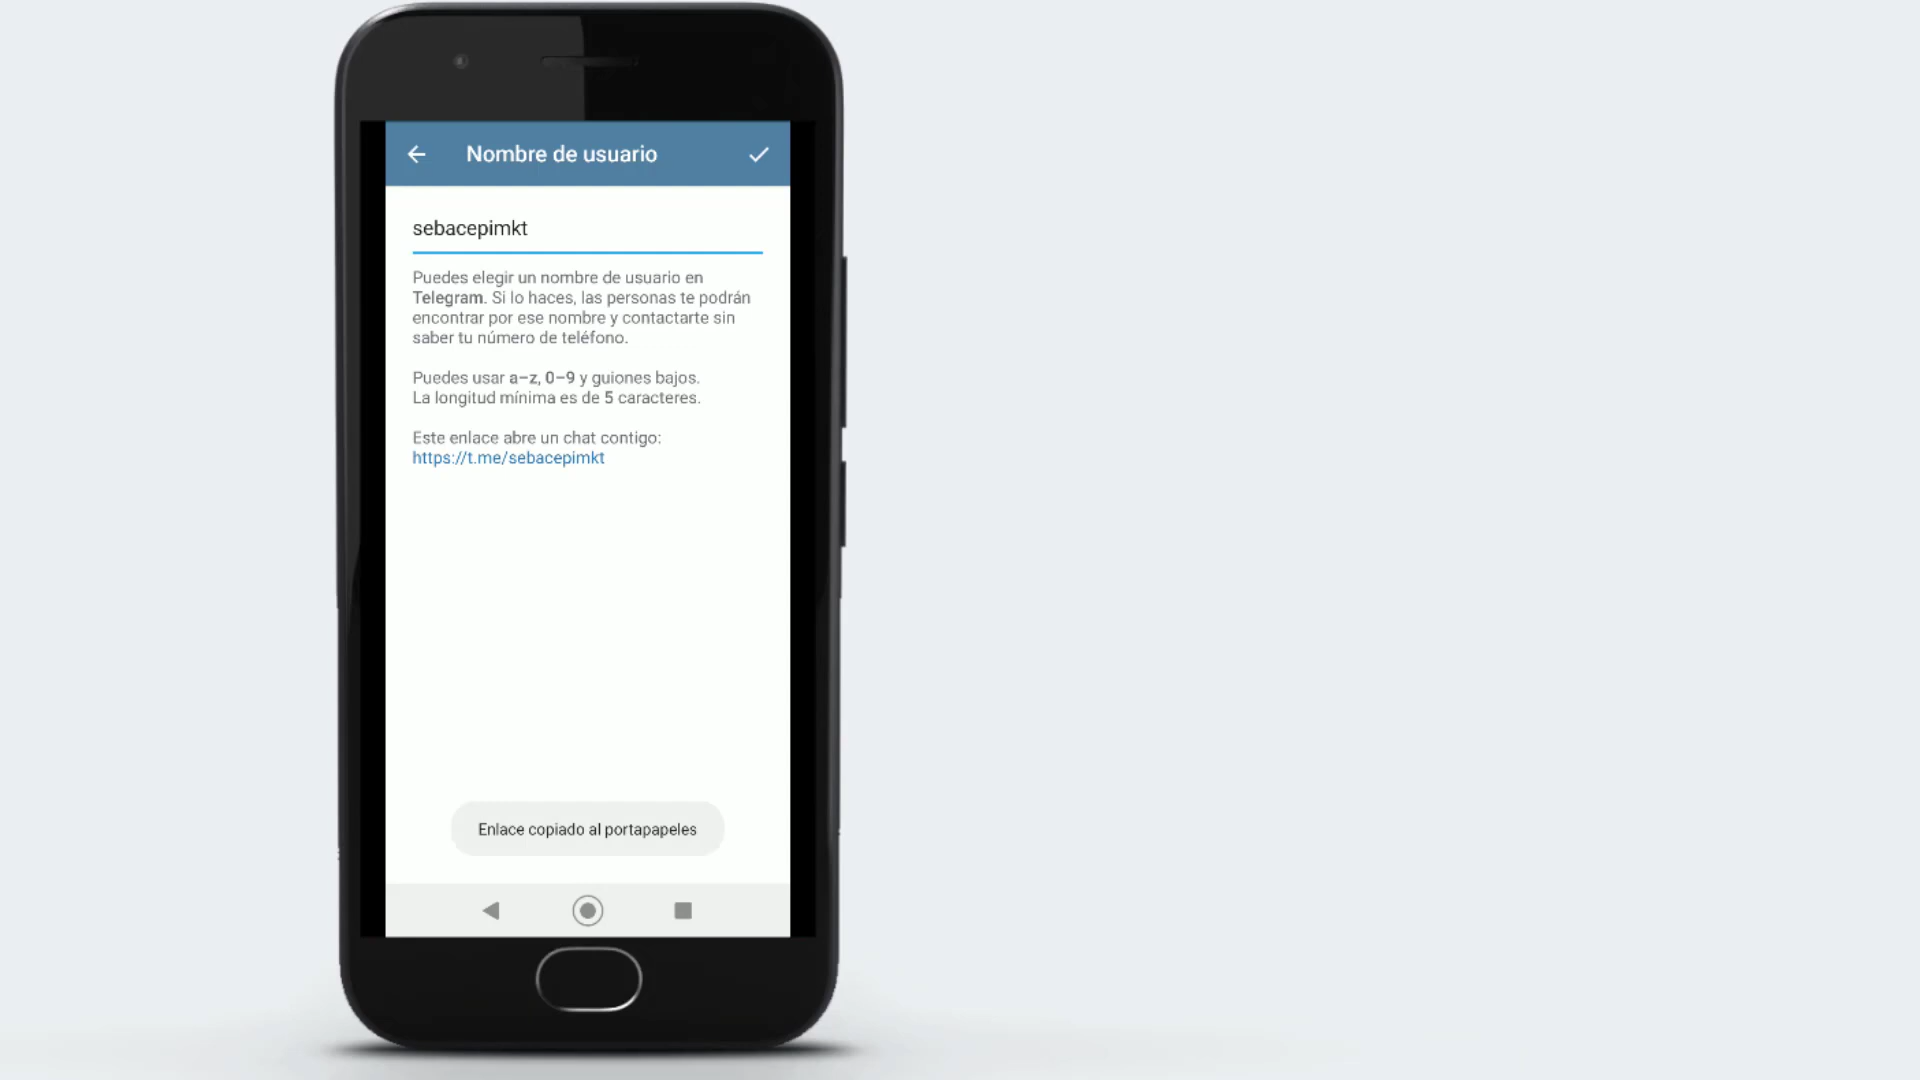 Nombre de usuario
sebacepimkt
Puedes elegir un nombre de usuario en
Telegram. Si lo haces, las personas te podrán
encontrar por ese nombre y contactarte sin
saber tu número de teléfono.
Puedes usar a–z, 0–9 y guiones bajos.
La longitud mínima es de 5 caracteres.
Este enlace abre un chat contigo:
https://t.me/sebacepimkt
Enlace copiado al portapapeles